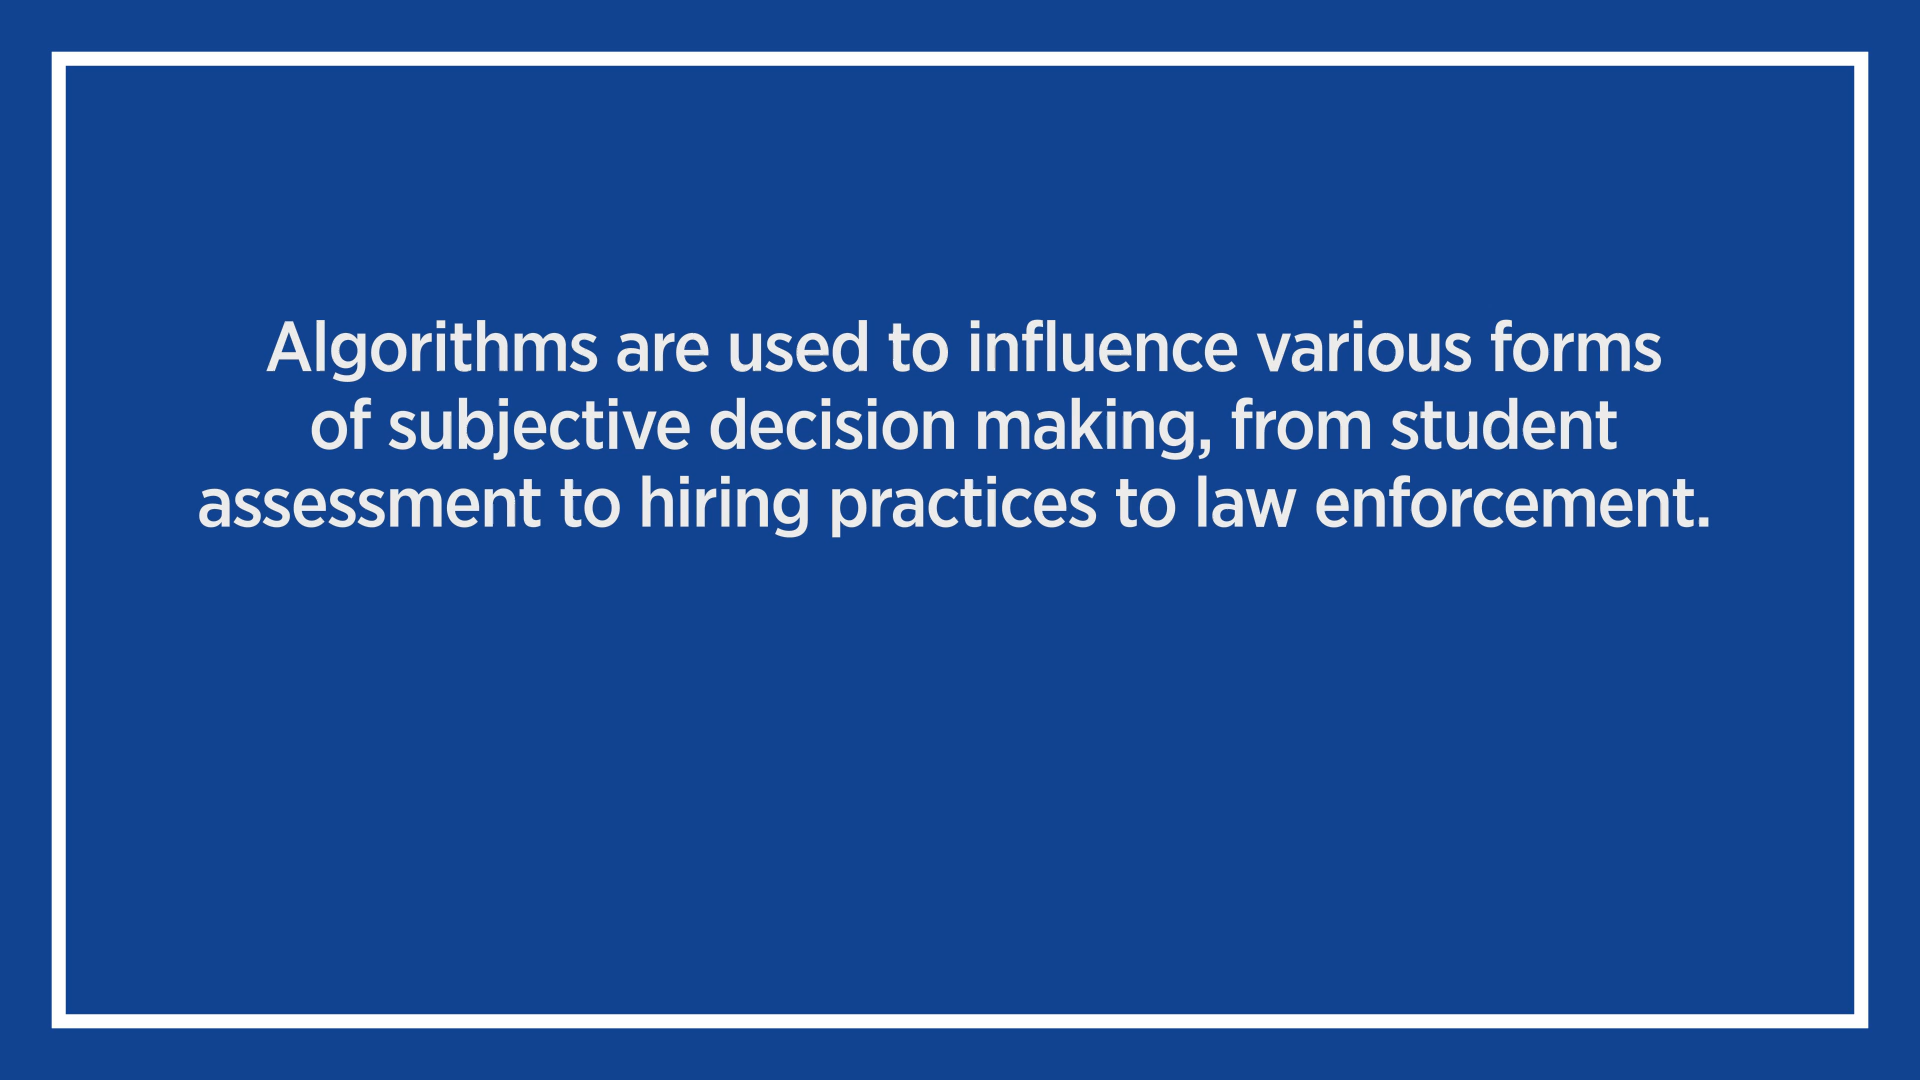 Algorithms are used to influence various forms
of subjective decision making, from student
assessment to hiring practices to law enforcement.